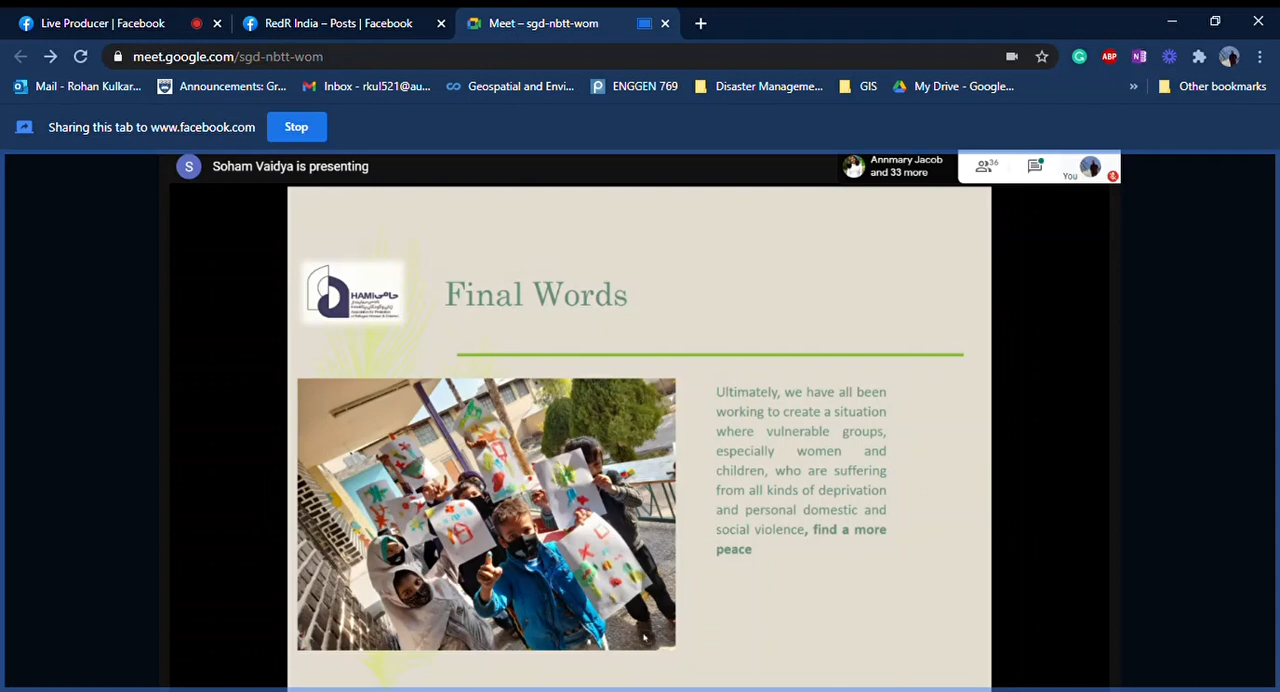 Live Producer | Facebook
RedR India – Posts | Facebook
Meet – sgd-nbtt-wom
meet.google.com/sgd-nbtt-wom
Mail - Rohan Kulkar...
Announcements: Gr...
Inbox - rkul521@au...
Geospatial and Envi...
ENGGEN 769
Disaster Manageme...
GIS
My Drive - Google...
Other bookmarks
Sharing this tab to www.facebook.com
Stop
S
Soham Vaidya is presenting
Annmary Jacob
and 33 more
36
You
HAMI حامی
Final Words
Ultimately, we have all been
working to create a situation
where vulnerable groups,
especially women and
children, who are suffering
from all kinds of deprivation
and personal domestic and
social violence, find a more
peace